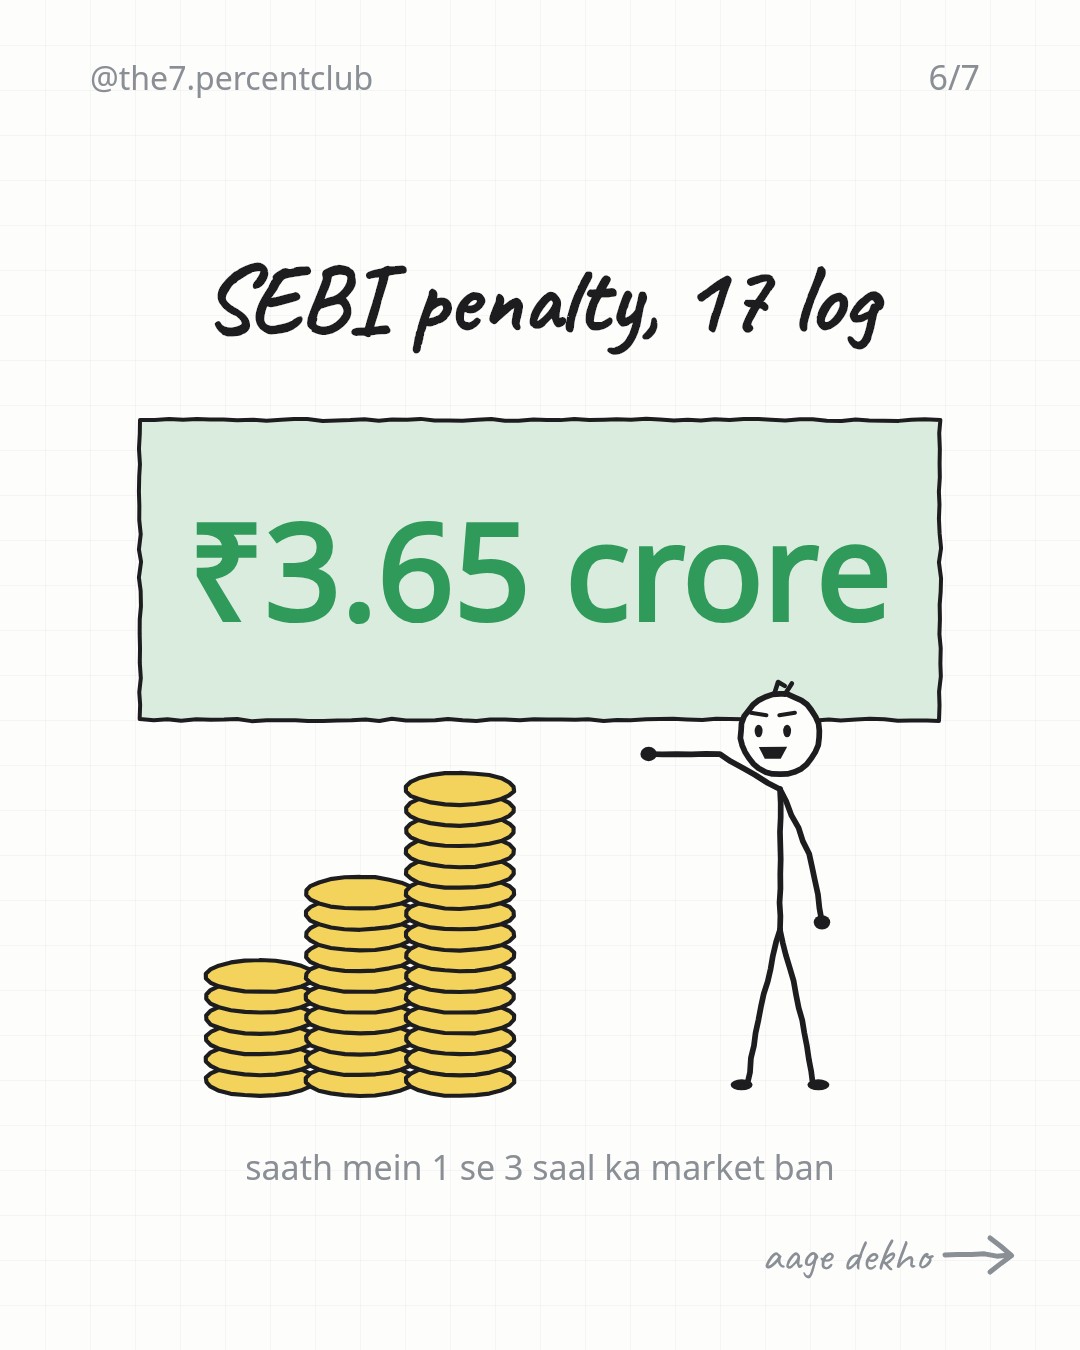 @the7.percentclub
6/7
SEBI penalty, 17 log
₹3.65 crore
saath mein 1 se 3 saal ka market ban
aage dekho